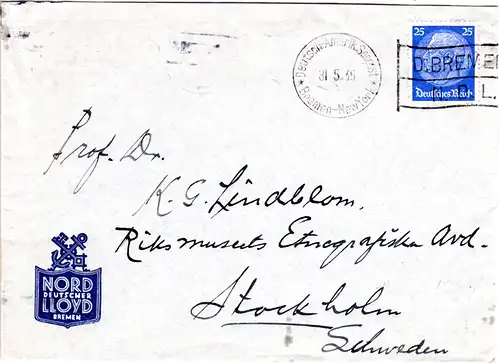 25 25
Deutsches Reich
Deutsch-Amerik. Seepost
31.5.35
Bremen-New York
D. BREMEN
N. D. L.
Prof. Dr.
K. G. Lindblom,
Riksmuseets Etnografiska Avd.
Stockholm
Schweden
NORD
DEUTSCHER
LLOYD
BREMEN